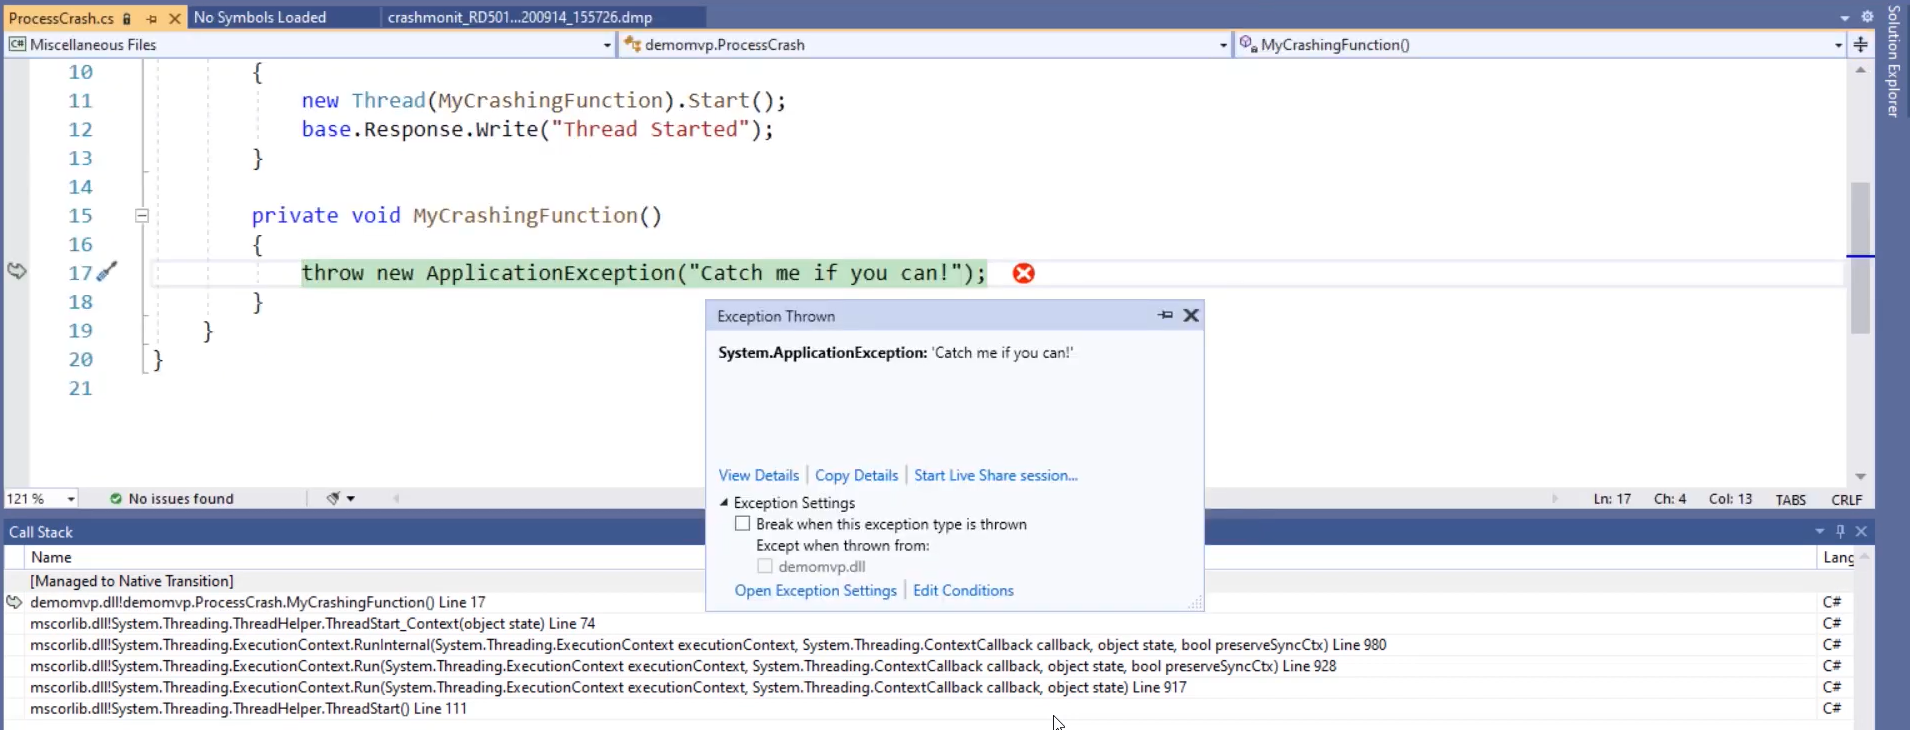 ProcessCrash.cs
No Symbols Loaded
crashmonit_RD501...200914_155726.dmp
C# Miscellaneous Files
demomvp.ProcessCrash
MyCrashingFunction()
Solution Explorer
10 {
11 new Thread(MyCrashingFunction).Start();
12 base.Response.Write("Thread Started");
13 }
14
15 private void MyCrashingFunction()
16 {
17 throw new ApplicationException("Catch me if you can!");
18 }
19 }
20 }
21
Exception Thrown
System.ApplicationException: 'Catch me if you can!'
View Details | Copy Details | Start Live Share session...
Exception Settings
Break when this exception type is thrown
Except when thrown from:
demomvp.dll
Open Exception Settings | Edit Conditions
121 %
No issues found
Ln: 17 Ch: 4 Col: 13 TABS CRLF
Call Stack
Name Lang
[Managed to Native Transition]
demomvp.dll!demomvp.ProcessCrash.MyCrashingFunction() Line 17 C#
mscorlib.dll!System.Threading.ThreadHelper.ThreadStart_Context(object state) Line 74 C#
mscorlib.dll!System.Threading.ExecutionContext.RunInternal(System.Threading.ExecutionContext executionContext, System.Threading.ContextCallback callback, object state, bool preserveSyncCtx) Line 980 C#
mscorlib.dll!System.Threading.ExecutionContext.Run(System.Threading.ExecutionContext executionContext, System.Threading.ContextCallback callback, object state, bool preserveSyncCtx) Line 928 C#
mscorlib.dll!System.Threading.ExecutionContext.Run(System.Threading.ExecutionContext executionContext, System.Threading.ContextCallback callback, object state) Line 917 C#
mscorlib.dll!System.Threading.ThreadHelper.ThreadStart() Line 111 C#